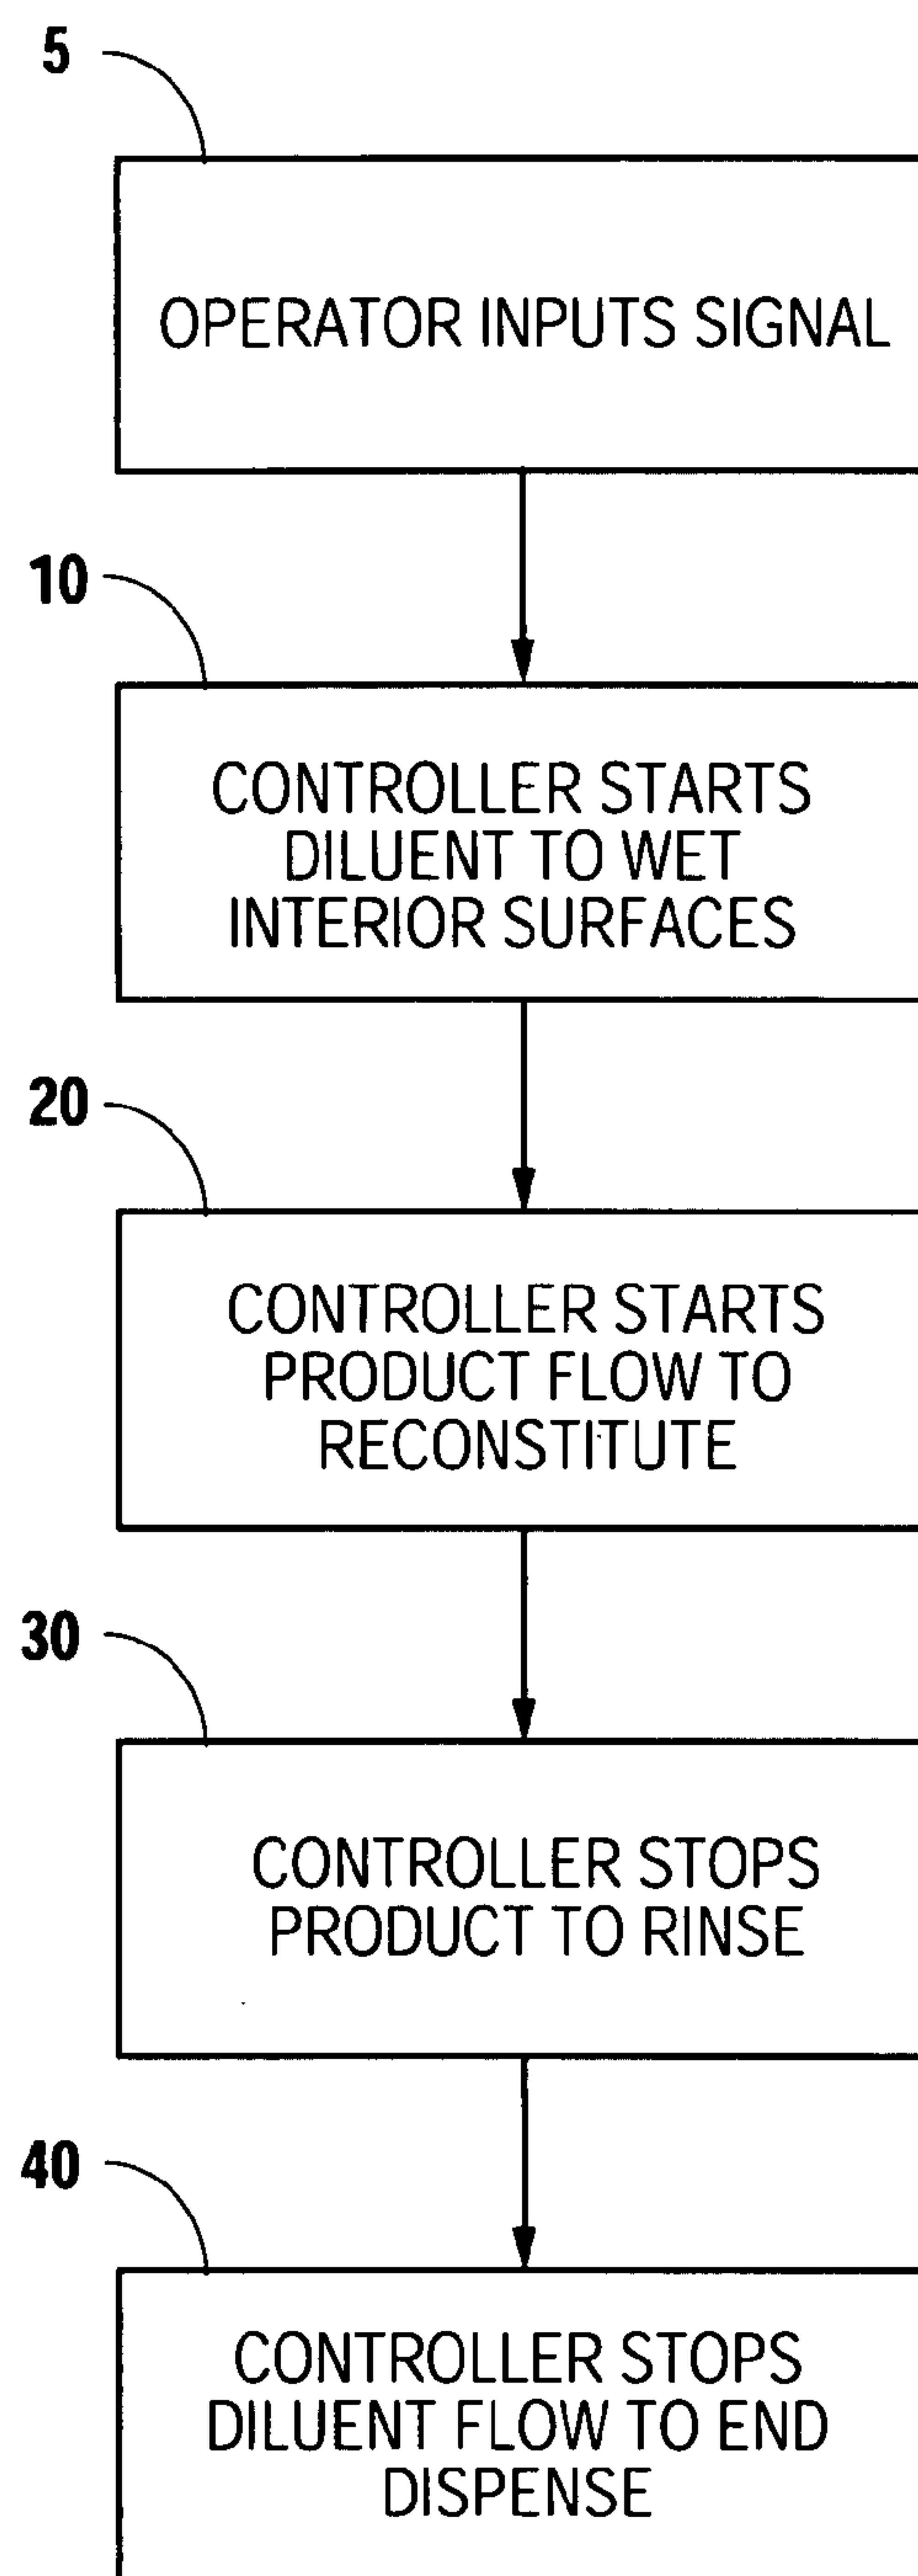 5
OPERATOR INPUTS SIGNAL
10
CONTROLLER STARTS
DILUENT TO WET
INTERIOR SURFACES
20
CONTROLLER STARTS
PRODUCT FLOW TO
RECONSTITUTE
30
CONTROLLER STOPS
PRODUCT TO RINSE
40
CONTROLLER STOPS
DILUENT FLOW TO END
DISPENSE